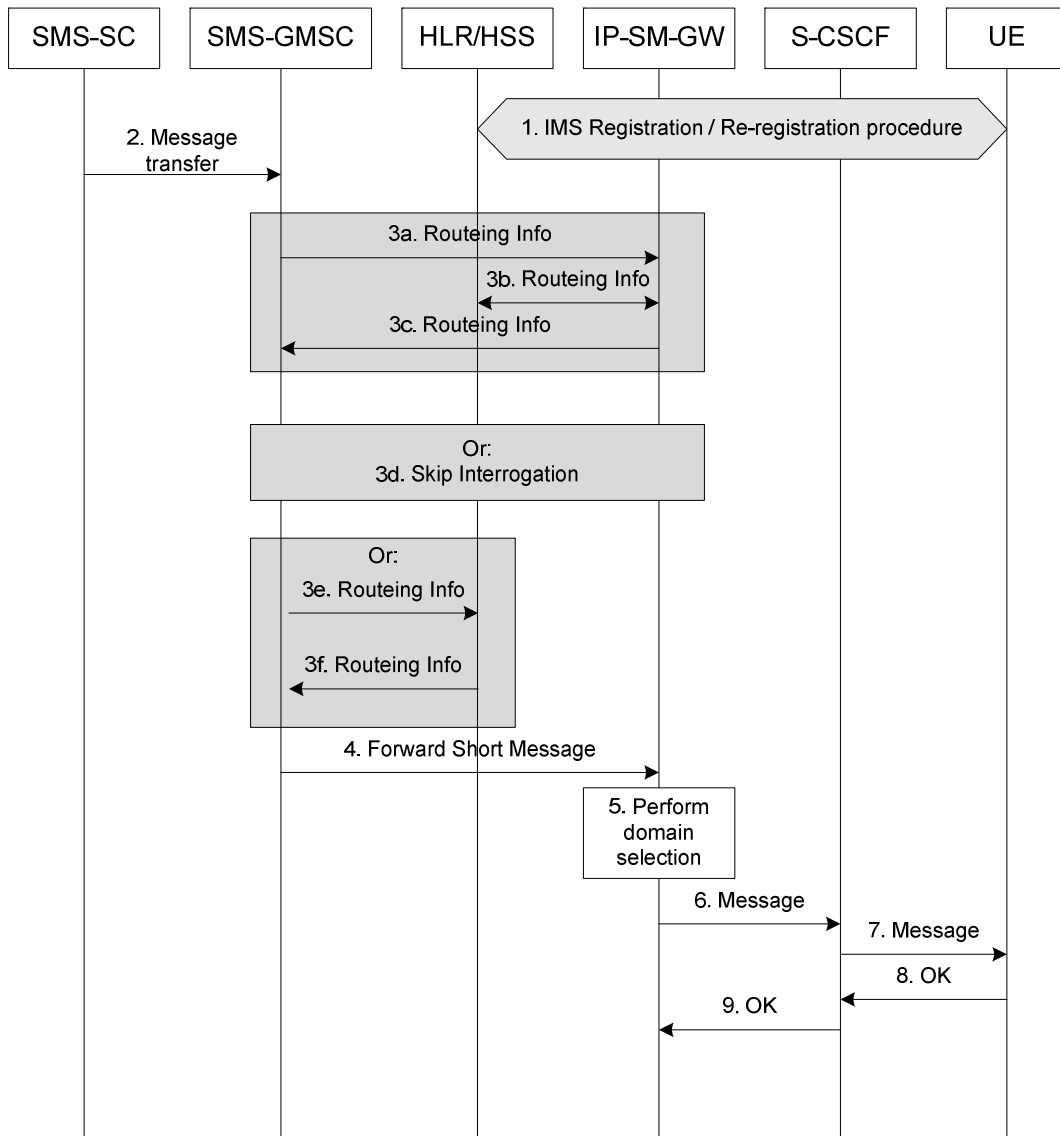 SMS-SC
SMS-GMSC
HLR/HSS
IP-SM-GW
S-CSCF
UE
1. IMS Registration / Re-registration procedure
2. Message
transfer
3a. Routeing Info
3b. Routeing Info
3c. Routeing Info
Or:
3d. Skip Interrogation
Or:
3e. Routeing Info
3f. Routeing Info
4. Forward Short Message
5. Perform
domain
selection
6. Message
7. Message
8. OK
9. OK